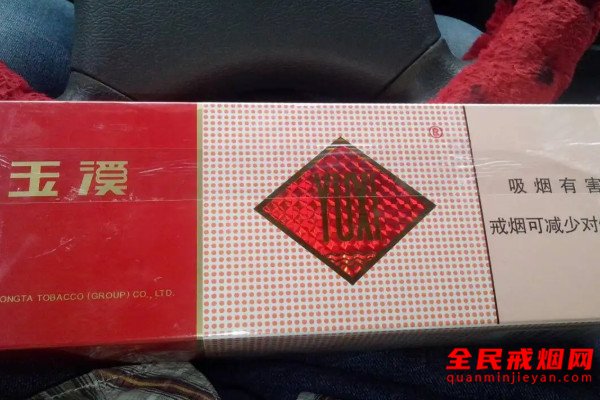 玉溪
ONGTA TOBACCO (GROUP) CO., LTD.
YUXI
®
吸烟有害
戒烟可减少对
全民戒烟网
quanminjieyan.com